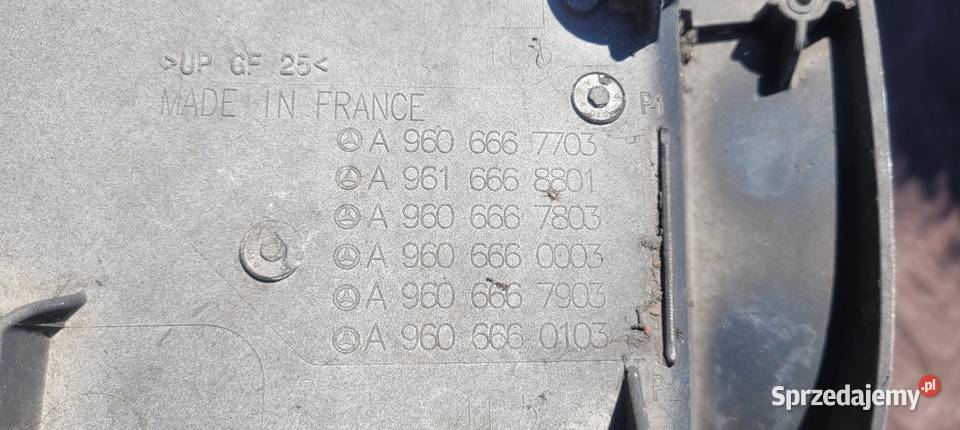 >UP GF 25<
MADE IN FRANCE
A 960 666 7703
A 961 666 8801
A 960 666 7803
A 960 666 0003
A 960 666 7903
A 960 666 0103
Sprzedajemy.pl